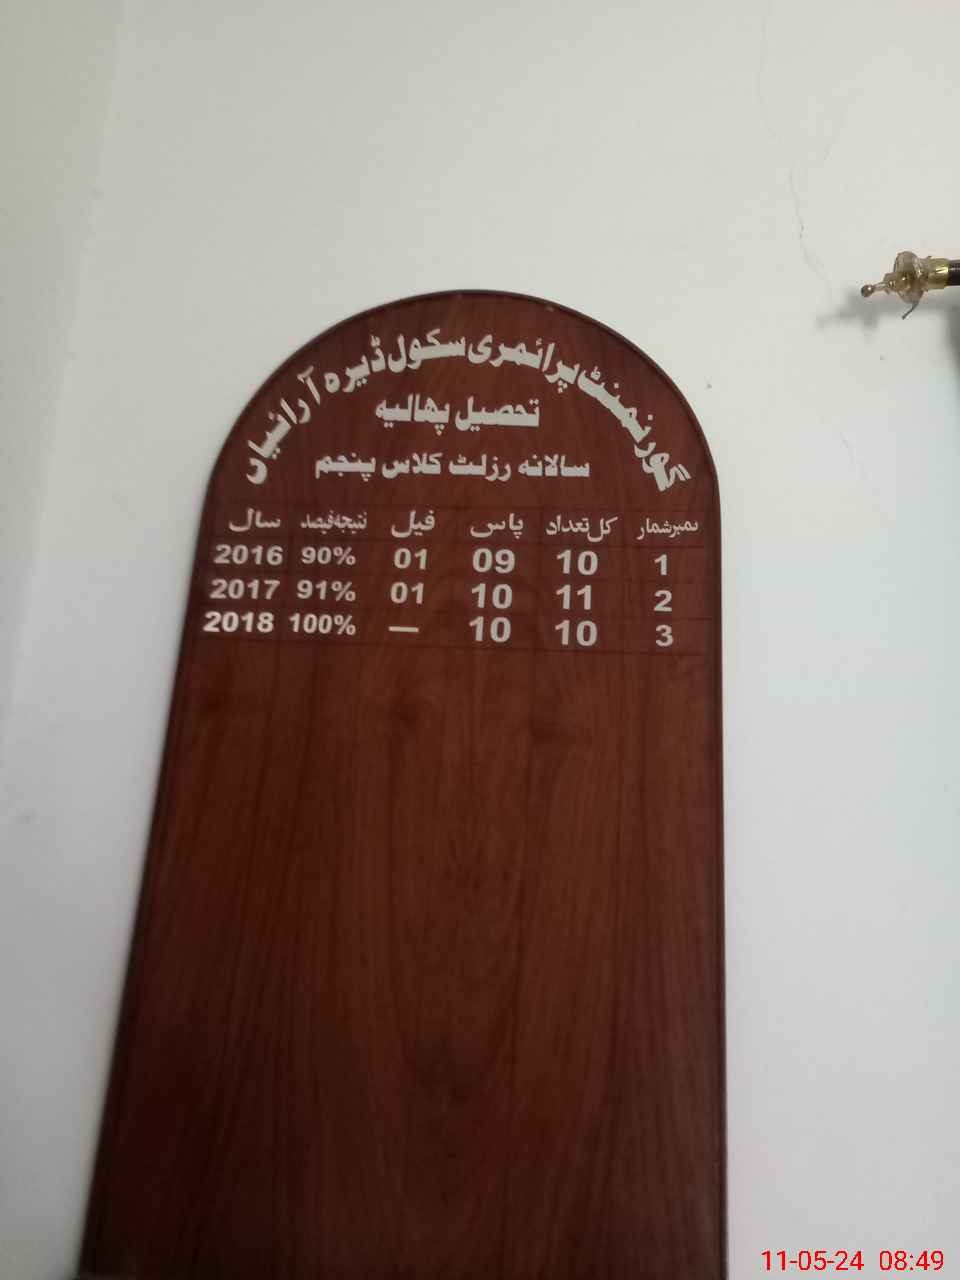 گورنمنٹ پرائمری سکول ڈیرہ آرائیاں
تحصیل پھالیہ
سالانہ رزلٹ کلاس پنجم
نمبر شمار کل تعداد پاس فیل نتیجہ فیصد سال
1 10 09 01 90% 2016
2 11 10 01 91% 2017
3 10 10 — 100% 2018
11-05-24 08:49